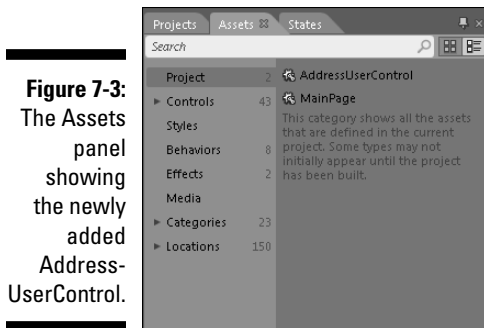 Figure 7-3:
The Assets
panel
showing
the newly
added
Address-
UserControl.
Projects Assets States
Search
Project 2
Controls 43
Styles
Behaviors 8
Effects 2
Media
Categories 23
Locations 150
AddressUserControl
MainPage
This category shows all the assets
that are defined in the current
project. Some types may not
initially appear until the project
has been built.